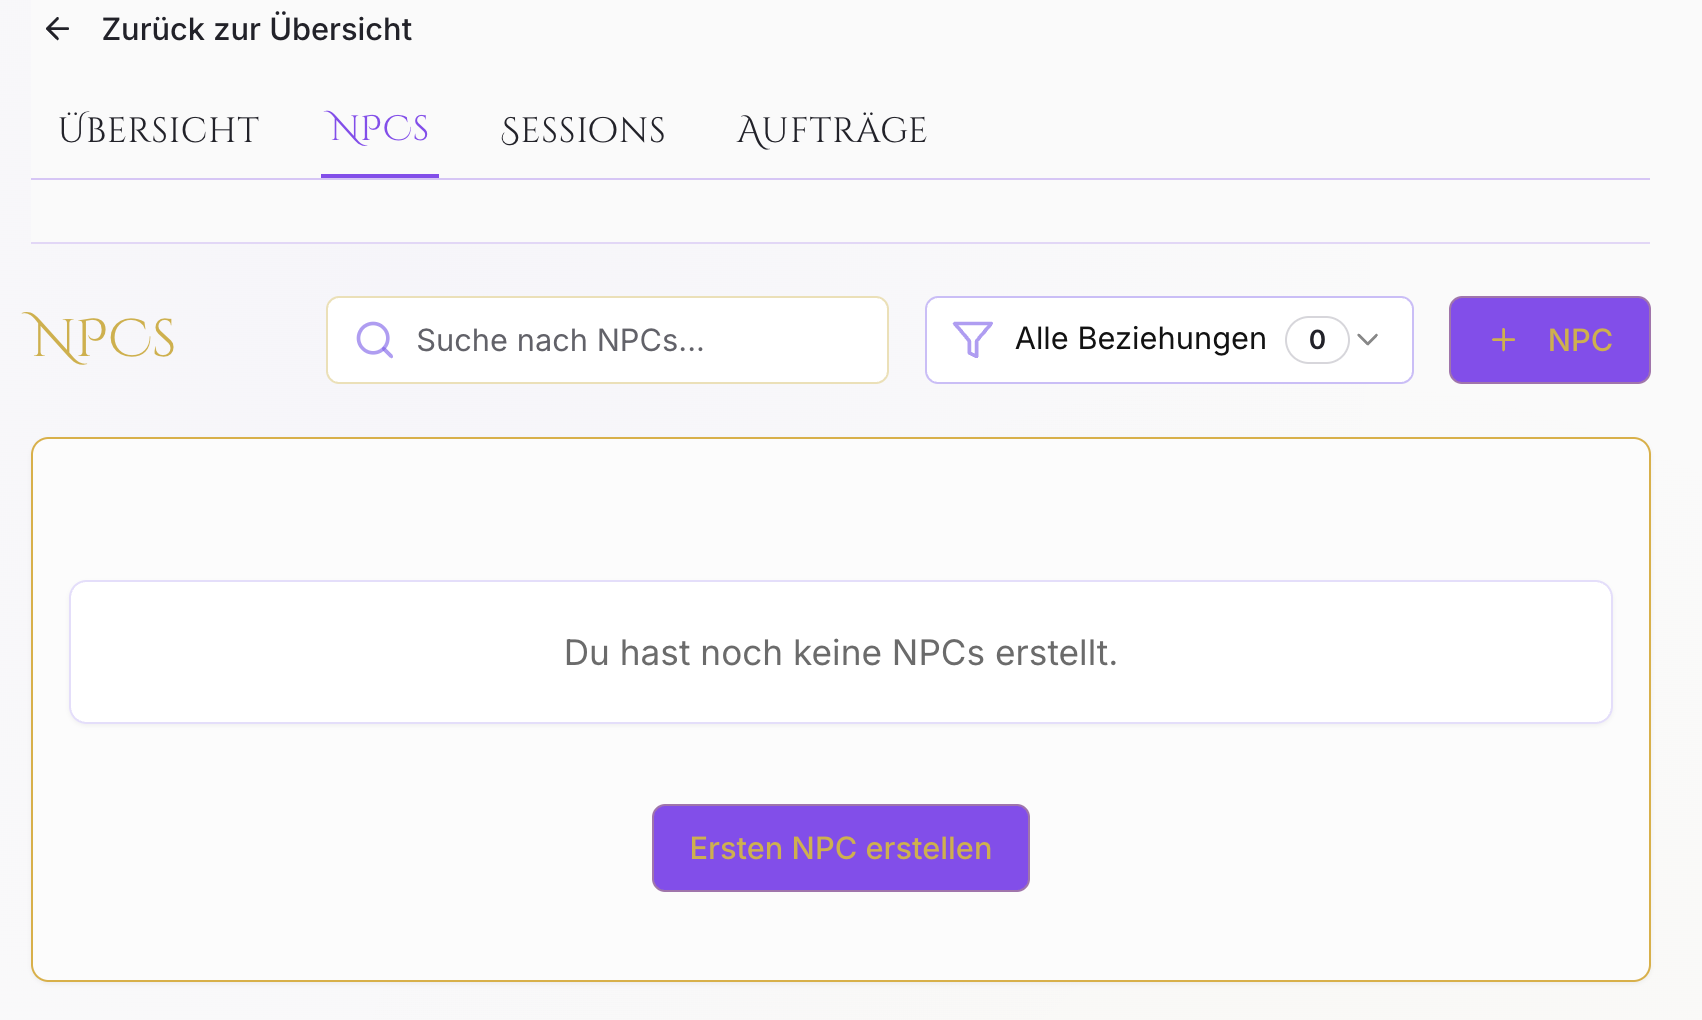 Zurück zur Übersicht
Übersicht NPCs Sessions Aufträge
NPCs Suche nach NPCs... Alle Beziehungen 0 + NPC
Du hast noch keine NPCs erstellt.
Ersten NPC erstellen